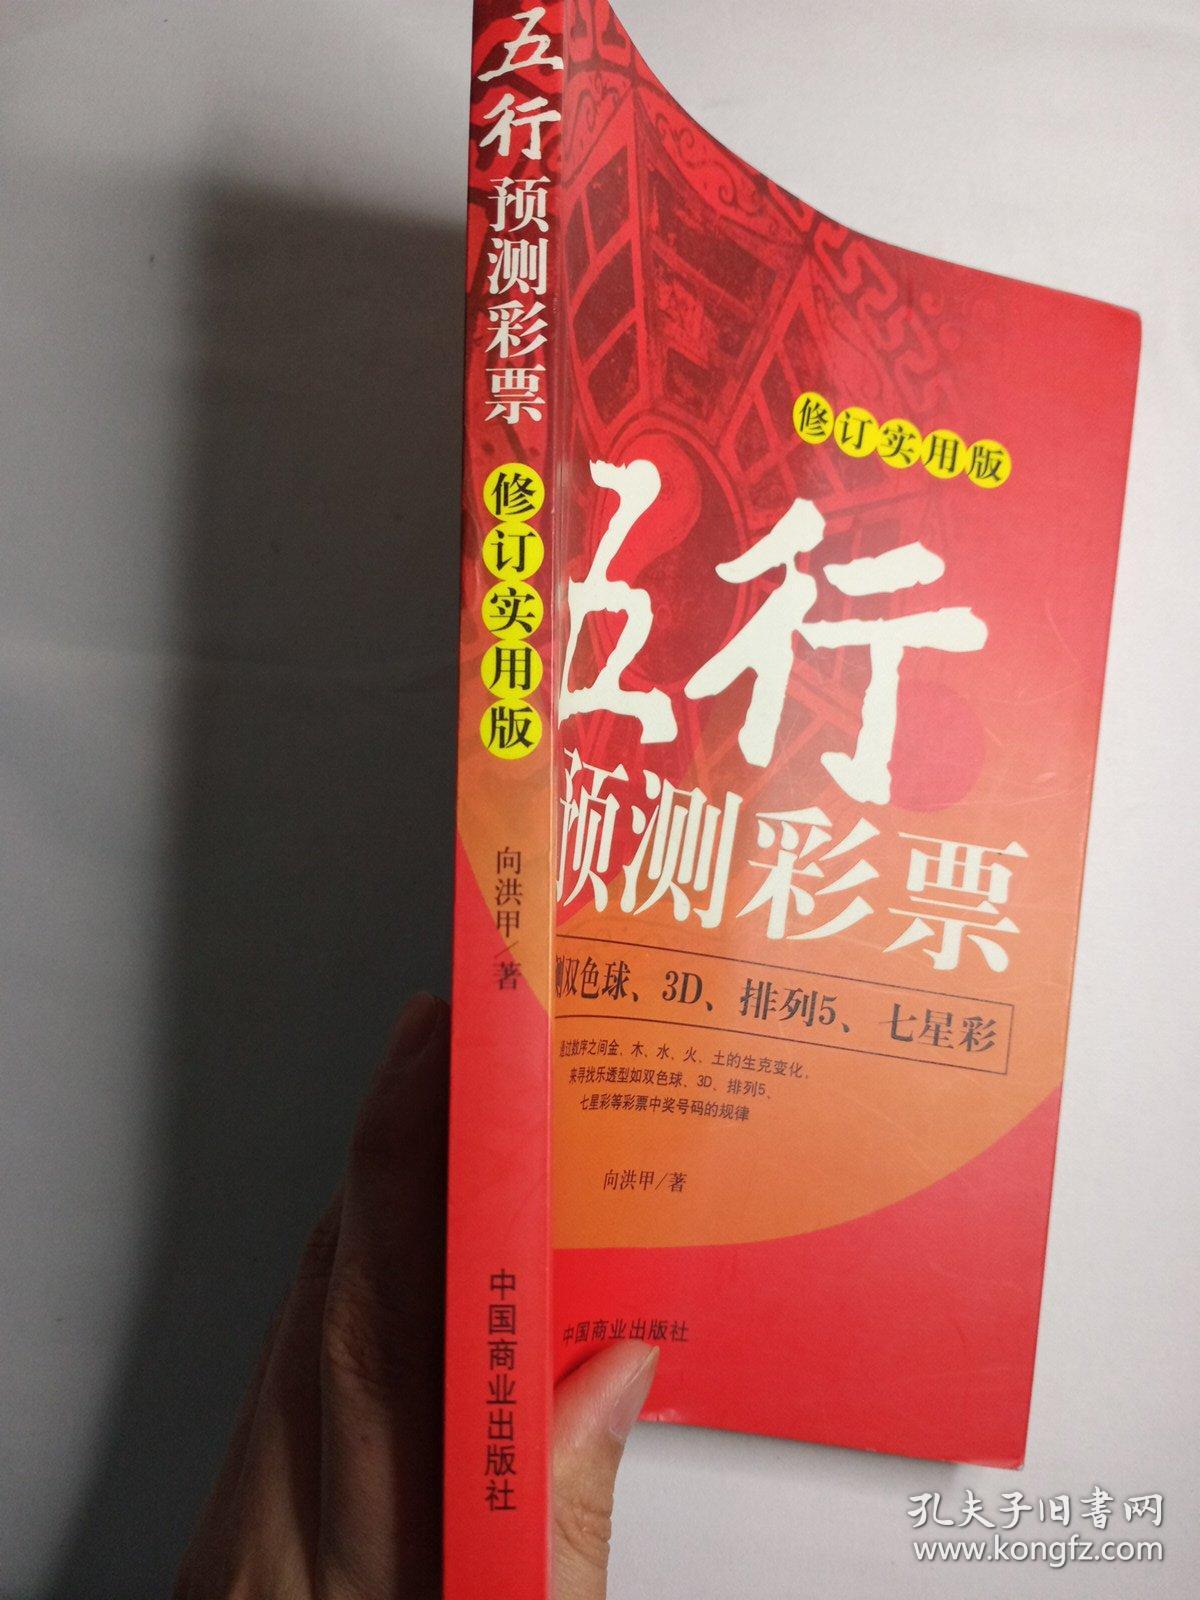 五行预测彩票
修订实用版
向洪甲/著
中国商业出版社
修订实用版
五行
预测彩票
测双色球、3D、排列5、七星彩
通过数序之间金、木、水、火、土的生克变化，
来寻找乐透型如双色球、3D、排列5、
七星彩等彩票中奖号码的规律
向洪甲/著
中国商业出版社
孔夫子旧书网
www.kongfz.com